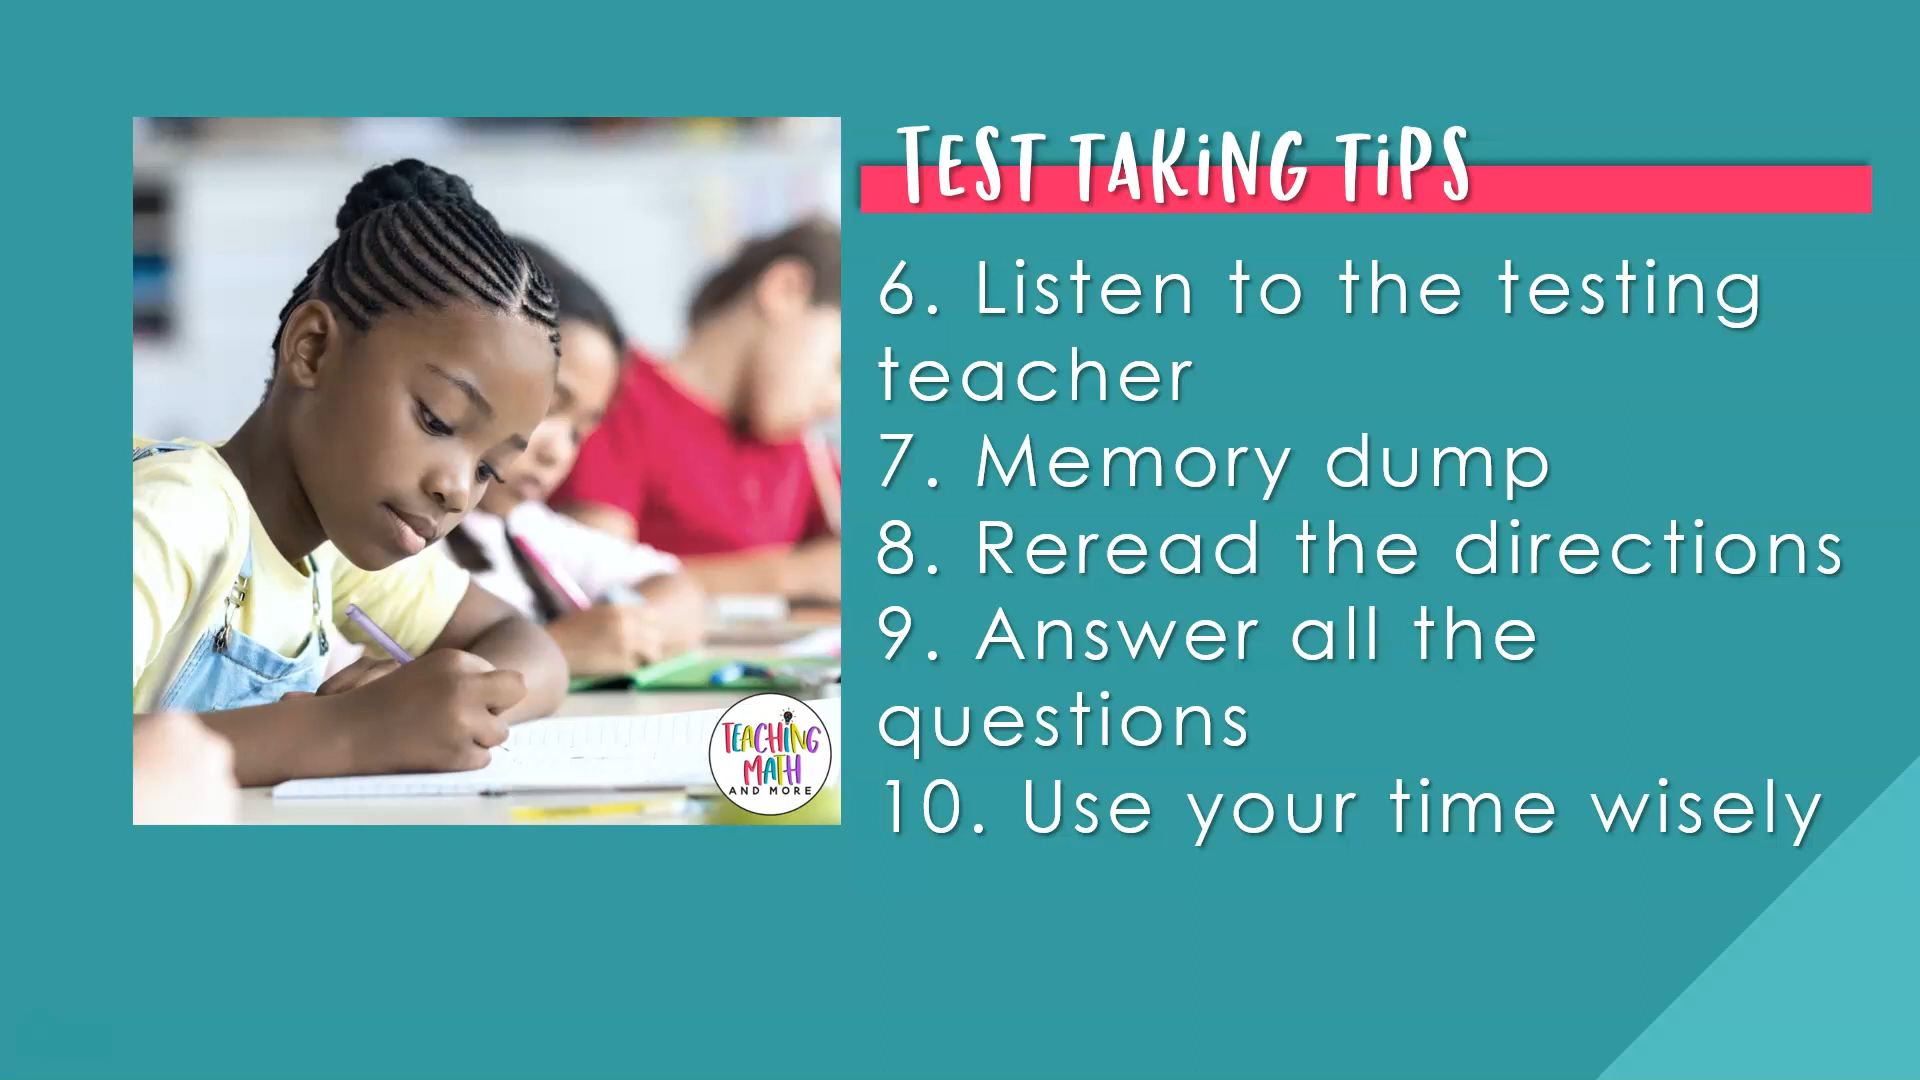 TEST TAKING TIPS
6. Listen to the testing
teacher
7. Memory dump
8. Reread the directions
9. Answer all the
questions
10. Use your time wisely
TEACHING
MATH
AND MORE